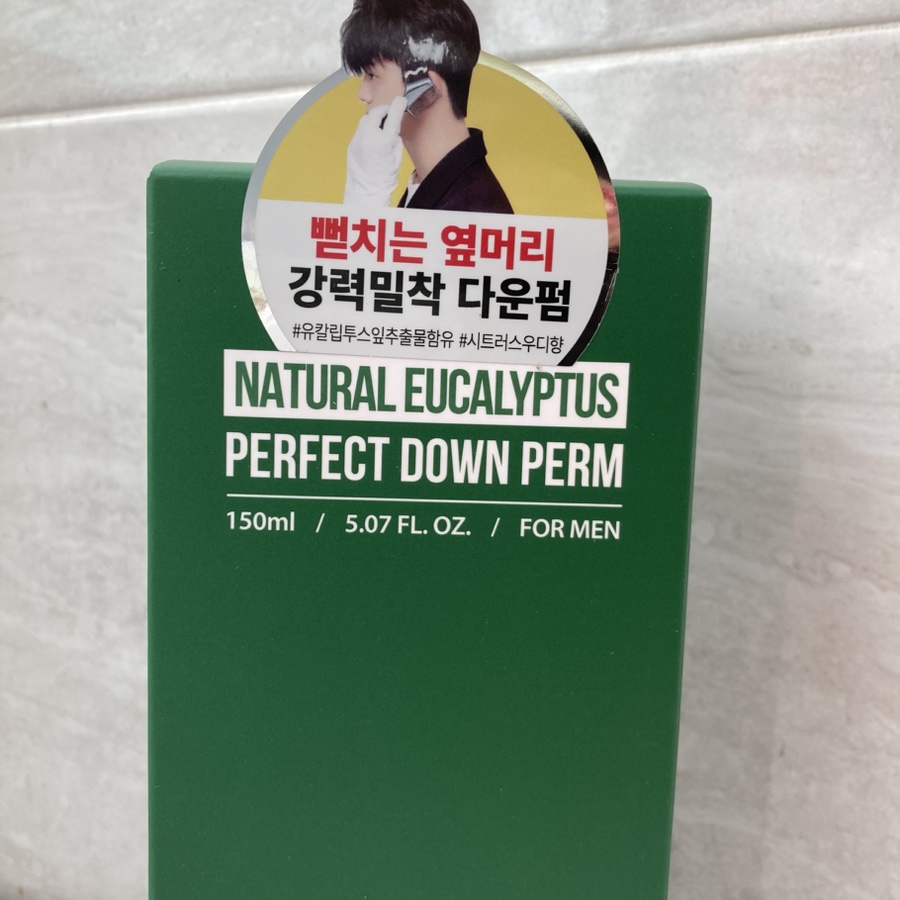 뻗치는 옆머리
강력밀착 다운펌
#유칼립투스잎추출물함유 #시트러스우디향
NATURAL EUCALYPTUS
PERFECT DOWN PERM
150ml / 5.07 FL. OZ. / FOR MEN